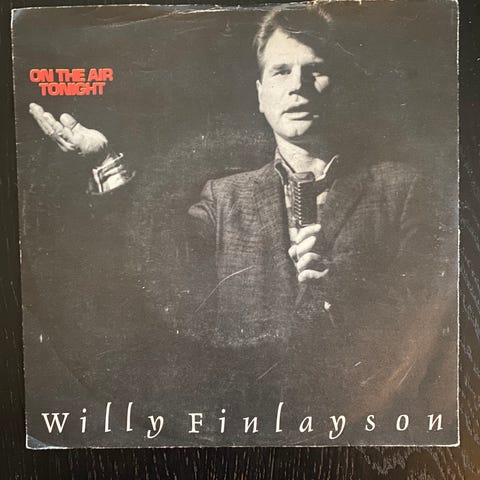 ON THE AIR
TONIGHT
Willy Finlayson